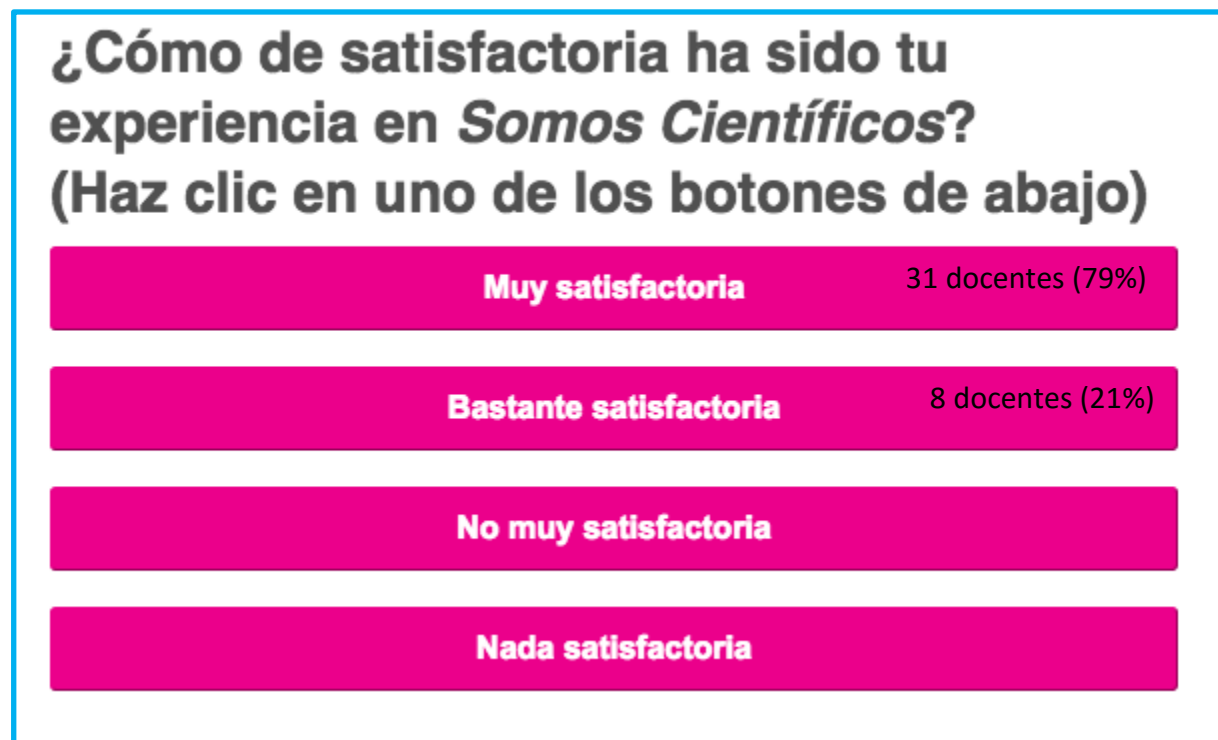 ¿Cómo de satisfactoria ha sido tu
experiencia en Somos Científicos?
(Haz clic en uno de los botones de abajo)
Muy satisfactoria 31 docentes (79%)
Bastante satisfactoria 8 docentes (21%)
No muy satisfactoria
Nada satisfactoria